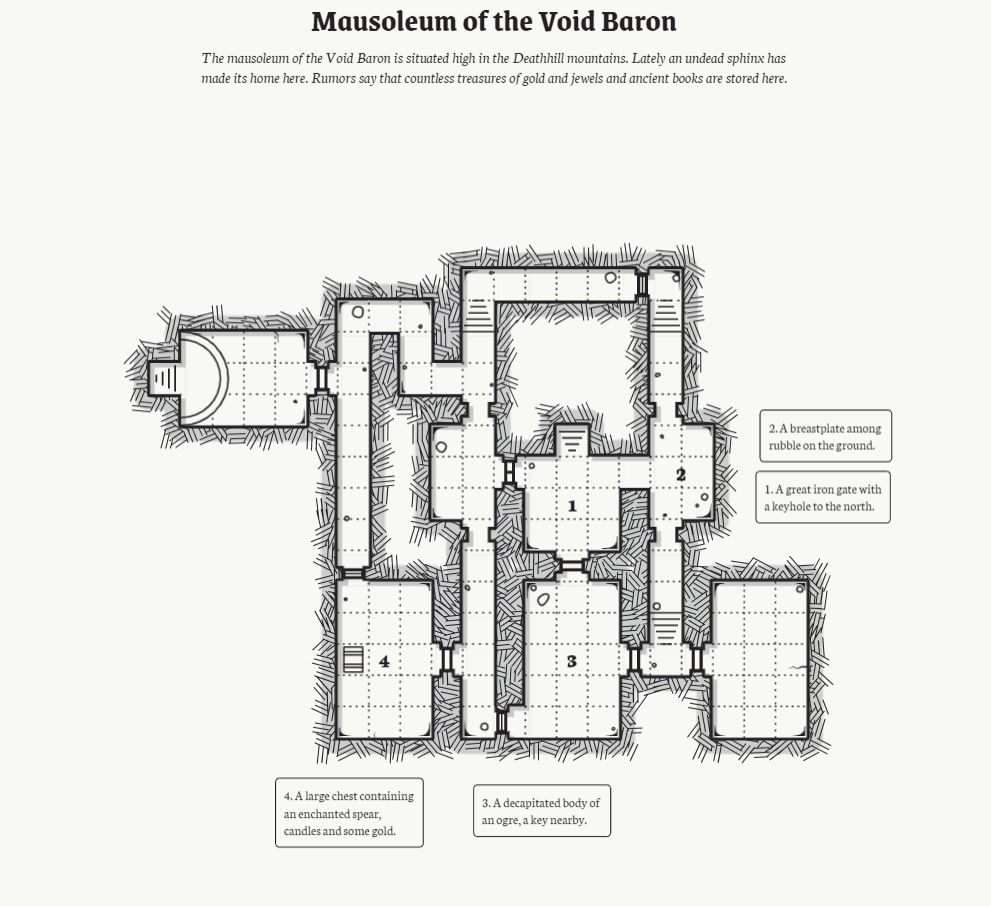 Mausoleum of the Void Baron
The mausoleum of the Void Baron is situated high in the Deathhill mountains. Lately an undead sphinx has
made its home here. Rumors say that countless treasures of gold and jewels and ancient books are stored here.
2. A breastplate among
rubble on the ground.
2
1. A great iron gate with
a keyhole to the north.
1
4
3
4. A large chest containing
an enchanted spear,
candles and some gold.
3. A decapitated body of
an ogre, a key nearby.